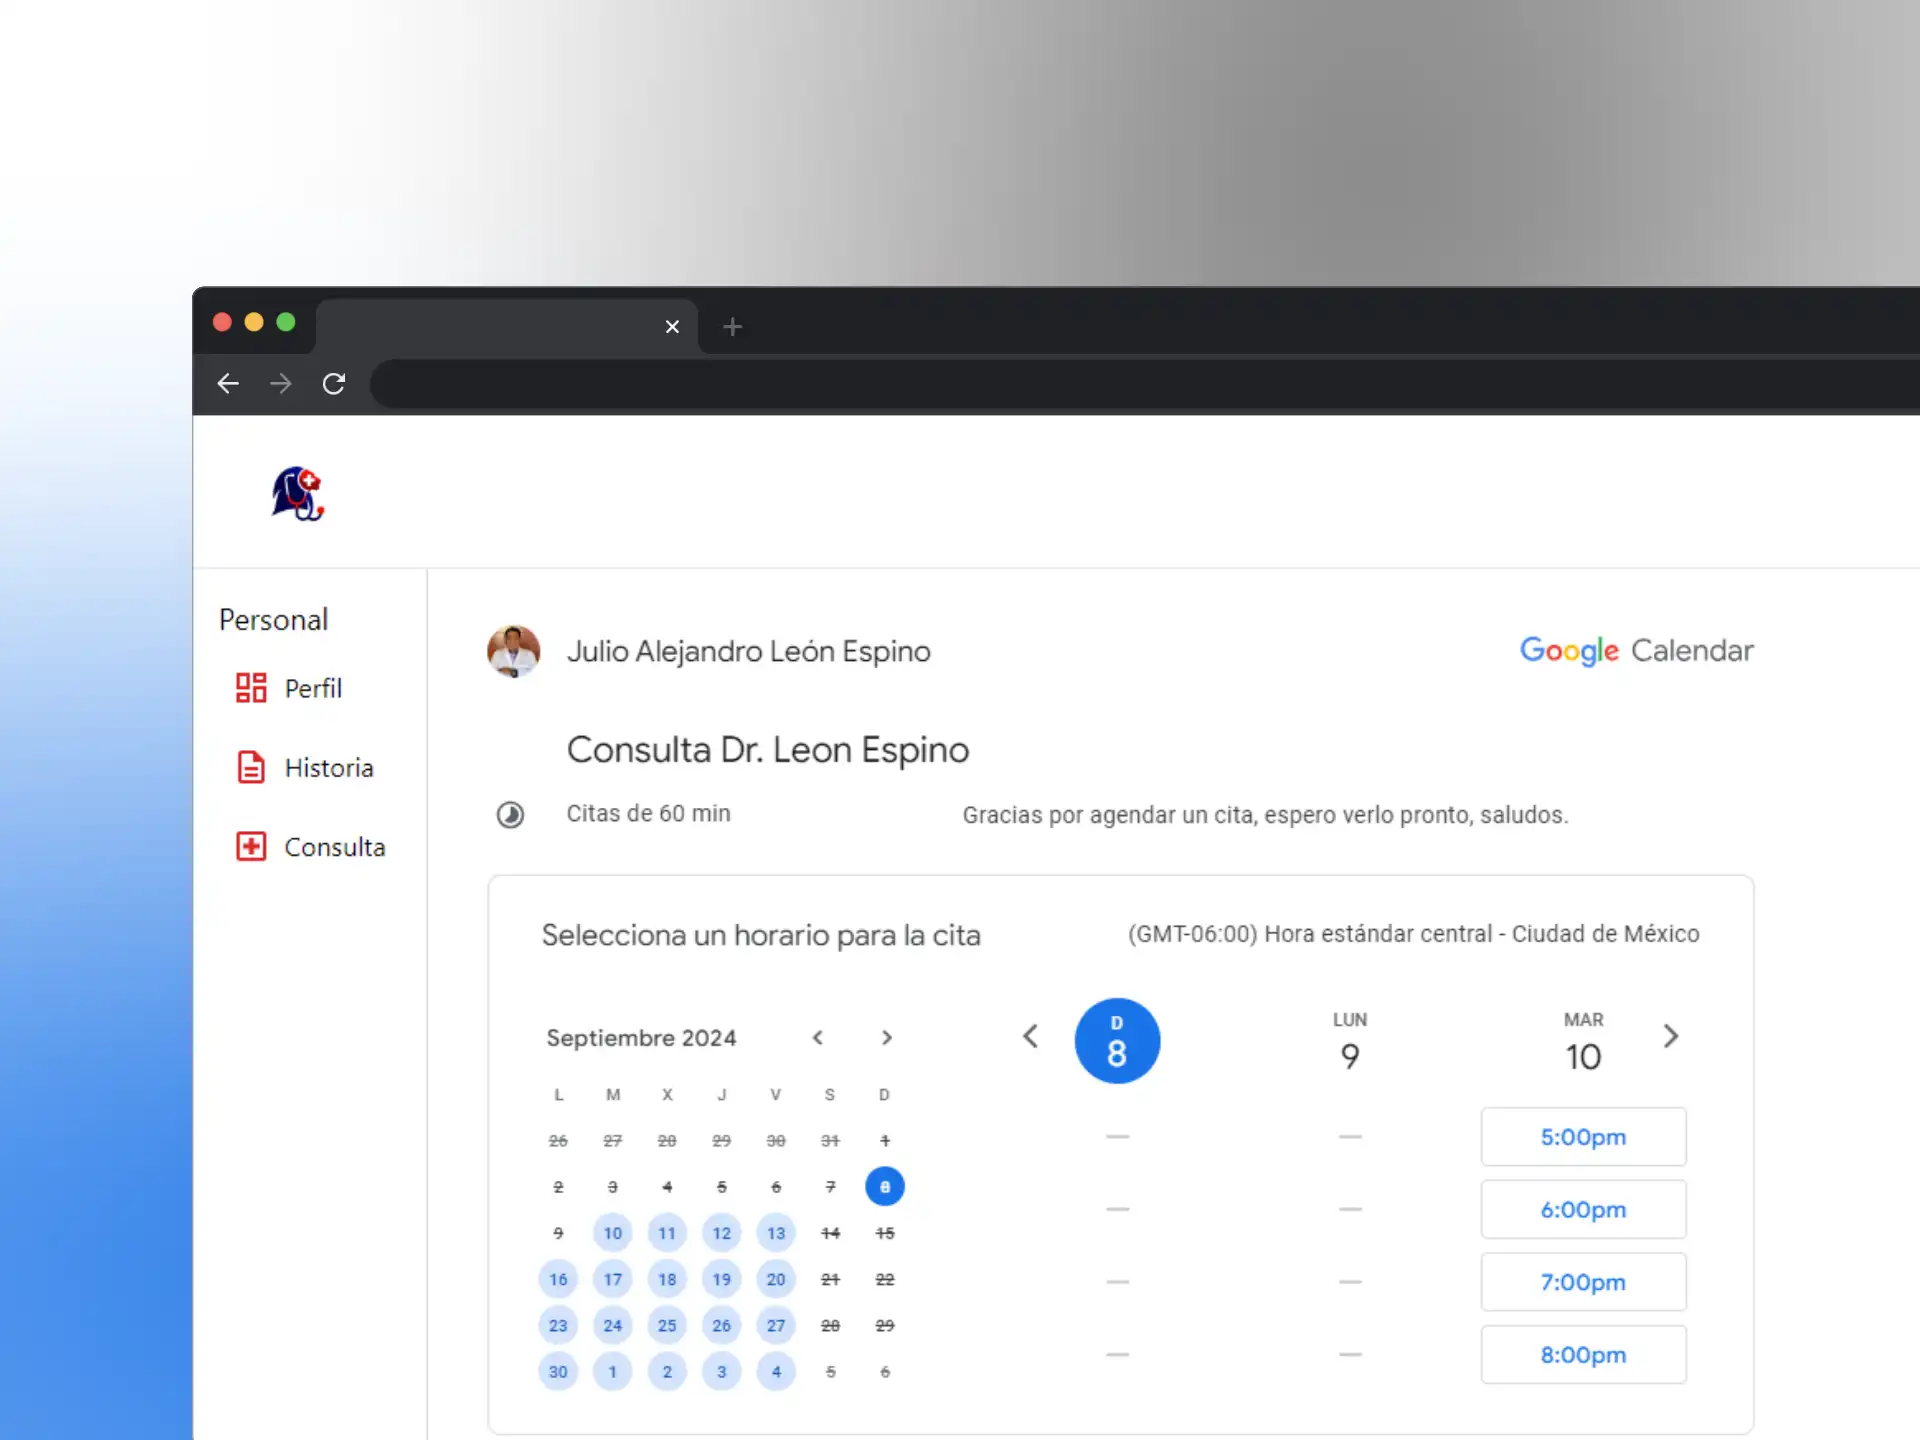 Personal
Perfil
Historia
Consulta
Julio Alejandro León Espino
Google Calendar
Consulta Dr. Leon Espino
Citas de 60 min
Gracias por agendar un cita, espero verlo pronto, saludos.
Selecciona un horario para la cita
(GMT-06:00) Hora estándar central - Ciudad de México
Septiembre 2024
L M X J V S D
26 27 28 29 30 31 1
2 3 4 5 6 7 8
9 10 11 12 13 14 15
16 17 18 19 20 21 22
23 24 25 26 27 28 29
30 1 2 3 4 5 6
D LUN MAR
8 9 10
— — 5:00pm
— — 6:00pm
— — 7:00pm
— — 8:00pm